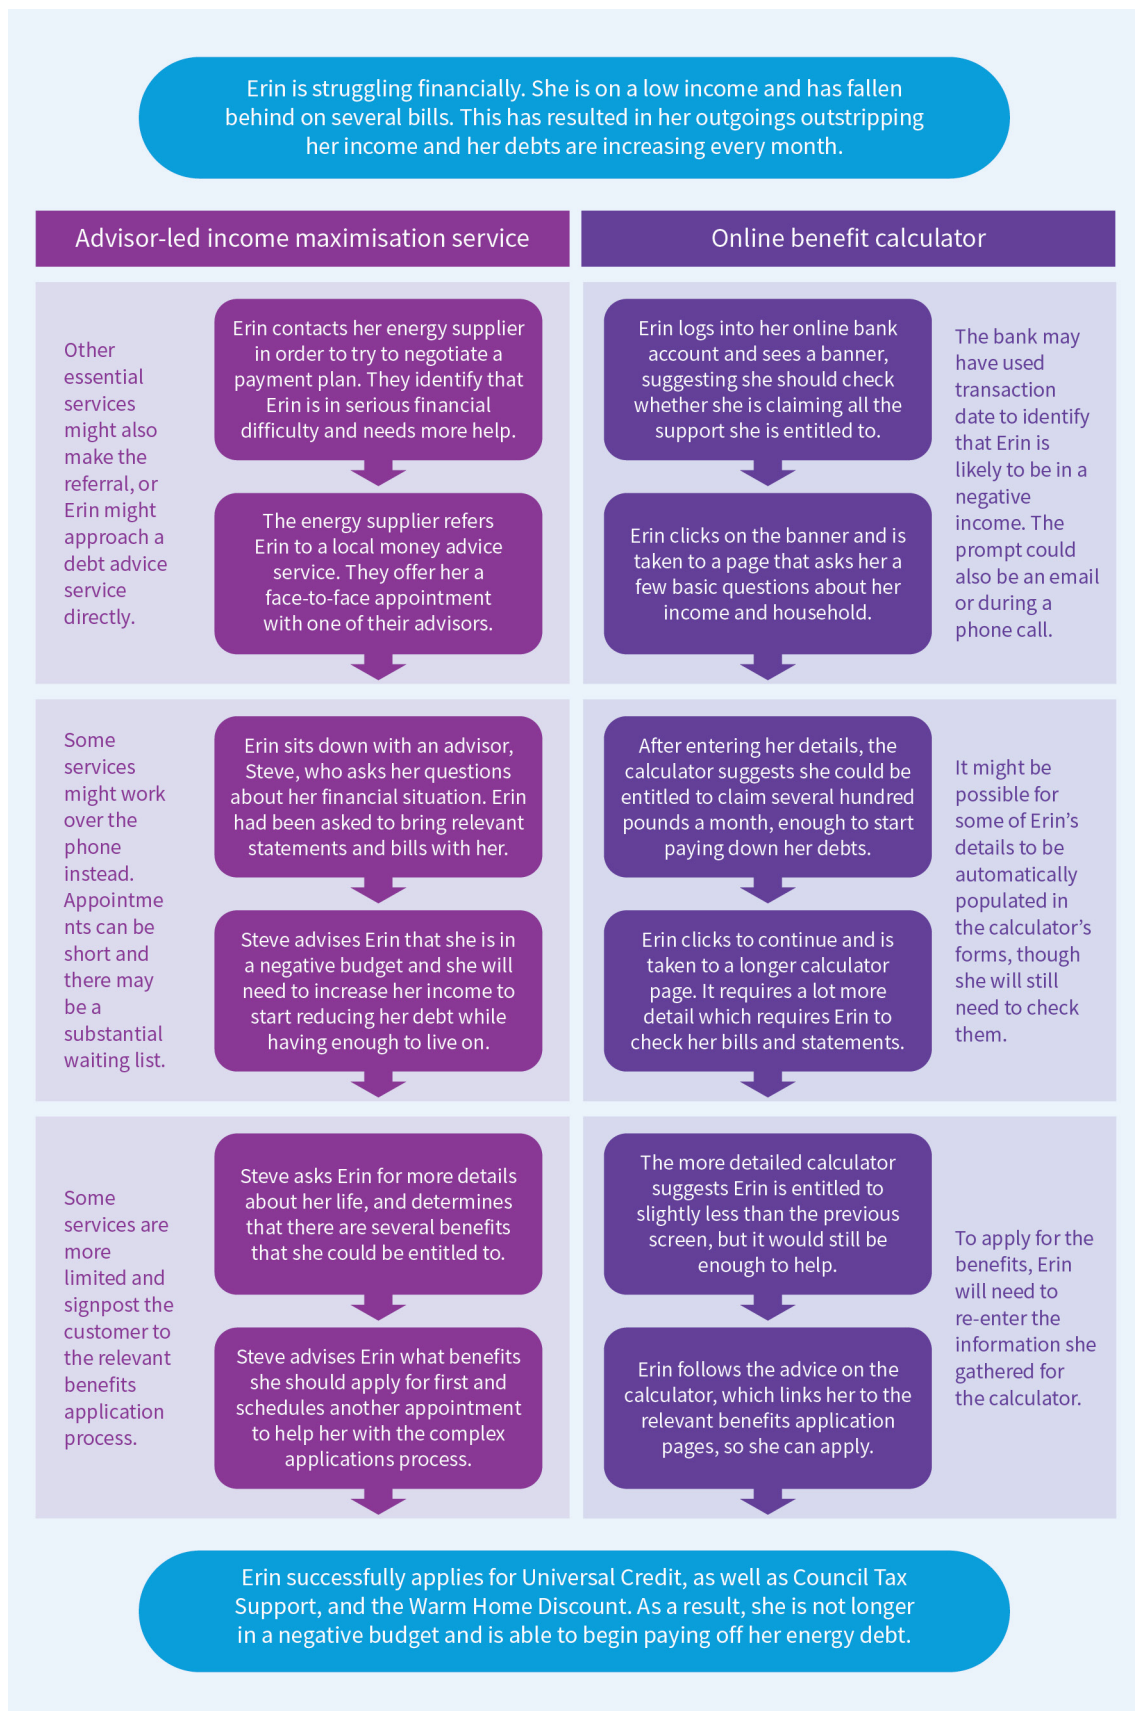 Erin is struggling financially. She is on a low income and has fallen
behind on several bills. This has resulted in her outgoings outstripping
her income and her debts are increasing every month.
Advisor-led income maximisation service
Other
essential
services
might also
make the
referral, or
Erin might
approach a
debt advice
service
directly.
Erin contacts her energy supplier
in order to try to negotiate a
payment plan. They identify that
Erin is in serious financial
difficulty and needs more help.
The energy supplier refers
Erin to a local money advice
service. They offer her a
face-to-face appointment
with one of their advisors.
Some
services
might work
over the
phone
instead.
Appointme
nts can be
short and
there may
be a
substantial
waiting list.
Erin sits down with an advisor,
Steve, who asks her questions
about her financial situation. Erin
had been asked to bring relevant
statements and bills with her.
Steve advises Erin that she is in
a negative budget and she will
need to increase her income to
start reducing her debt while
having enough to live on.
Some
services are
more
limited and
signpost the
customer to
the relevant
benefits
application
process.
Steve asks Erin for more details
about her life, and determines
that there are several benefits
that she could be entitled to.
Steve advises Erin what benefits
she should apply for first and
schedules another appointment
to help her with the complex
applications process.
Online benefit calculator
Erin logs into her online bank
account and sees a banner,
suggesting she should check
whether she is claiming all the
support she is entitled to.
Erin clicks on the banner and is
taken to a page that asks her a
few basic questions about her
income and household.
The bank may
have used
transaction
date to identify
that Erin is
likely to be in a
negative
income. The
prompt could
also be an email
or during a
phone call.
After entering her details, the
calculator suggests she could be
entitled to claim several hundred
pounds a month, enough to start
paying down her debts.
Erin clicks to continue and is
taken to a longer calculator
page. It requires a lot more
detail which requires Erin to
check her bills and statements.
It might be
possible for
some of Erin’s
details to be
automatically
populated in
the calculator’s
forms, though
she will still
need to check
them.
The more detailed calculator
suggests Erin is entitled to
slightly less than the previous
screen, but it would still be
enough to help.
Erin follows the advice on the
calculator, which links her to the
relevant benefits application
pages, so she can apply.
To apply for the
benefits, Erin
will need to
re-enter the
information she
gathered for
the calculator.
Erin successfully applies for Universal Credit, as well as Council Tax
Support, and the Warm Home Discount. As a result, she is not longer
in a negative budget and is able to begin paying off her energy debt.